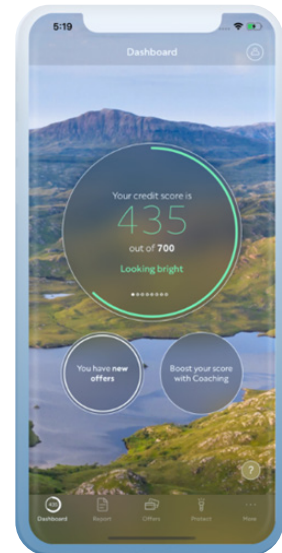 5:19
Dashboard
Your credit score is
435
out of 700
Looking bright
You have new
offers
Boost your score
with Coaching
?
435
Dashboard
Report
Offers
Protect
More